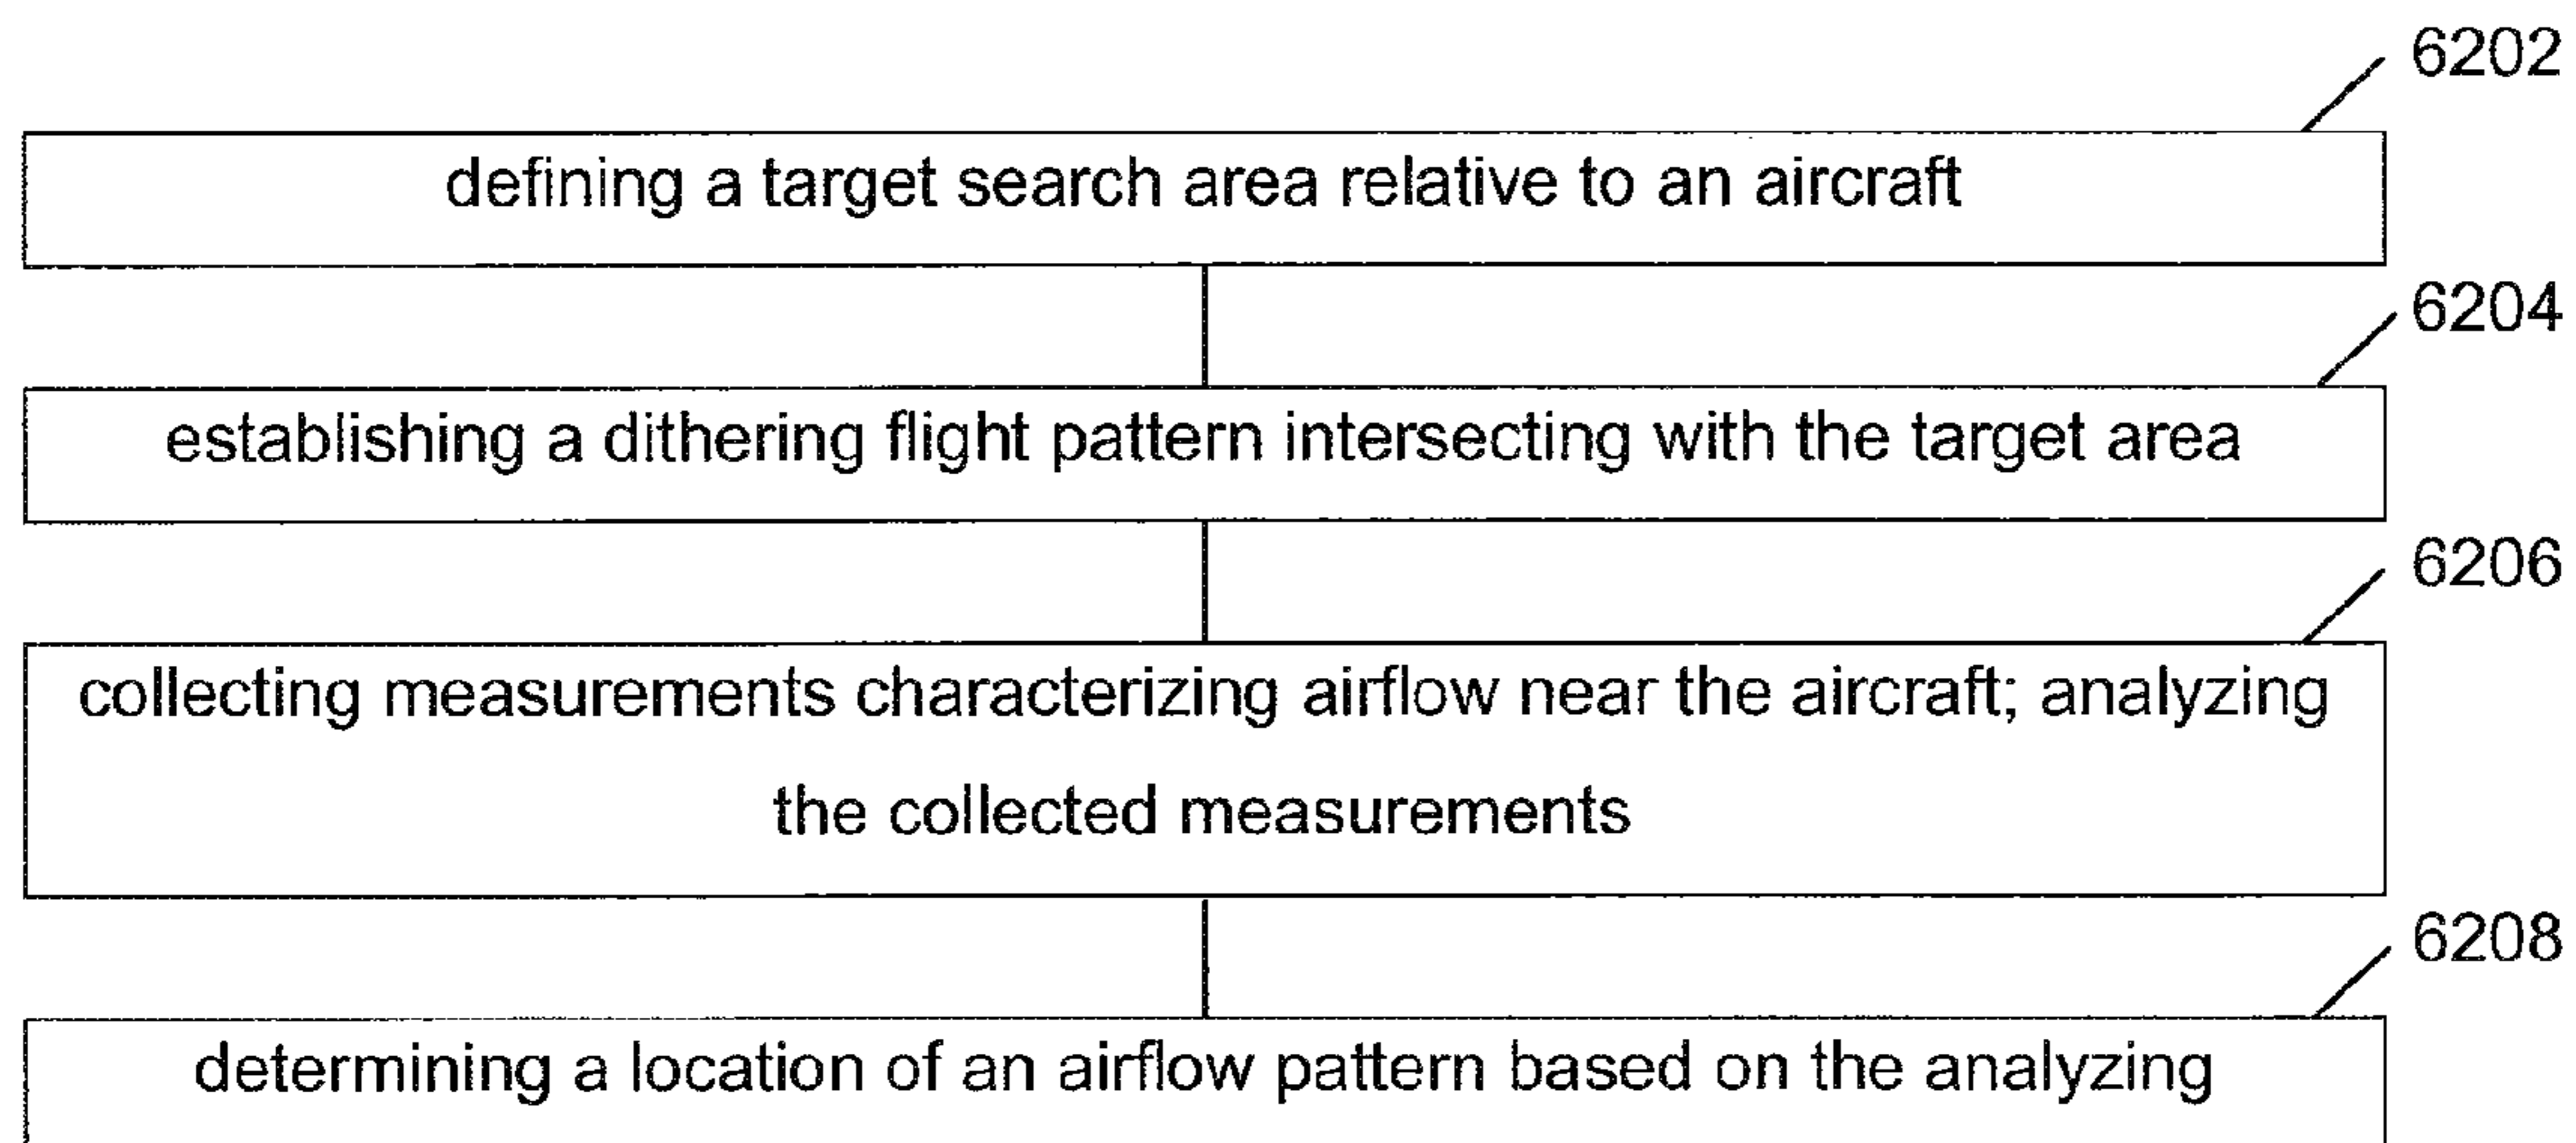 6202
defining a target search area relative to an aircraft
6204
establishing a dithering flight pattern intersecting with the target area
6206
collecting measurements characterizing airflow near the aircraft; analyzing
the collected measurements
6208
determining a location of an airflow pattern based on the analyzing